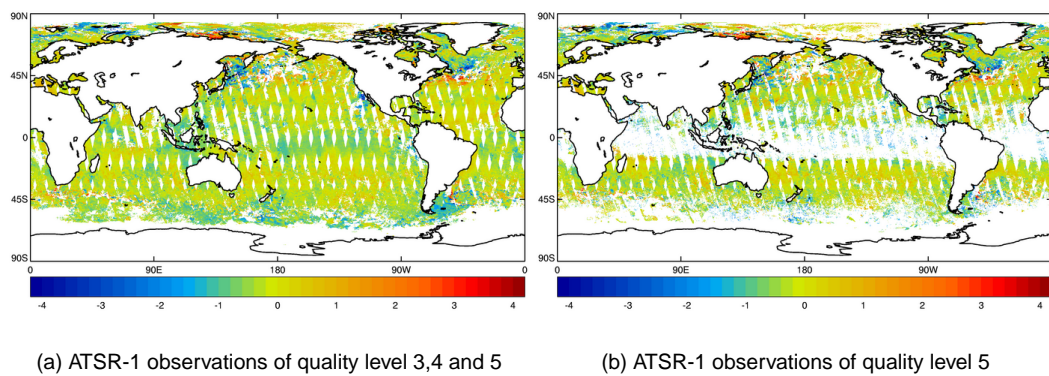 90N
45N
0
45S
90S
0 90E 180 90W 0
-4 -3 -2 -1 0 1 2 3 4
(a) ATSR-1 observations of quality level 3,4 and 5
90N
45N
0
45S
90S
0 90E 180 90W
-4 -3 -2 -1 0 1 2 3 4
(b) ATSR-1 observations of quality level 5